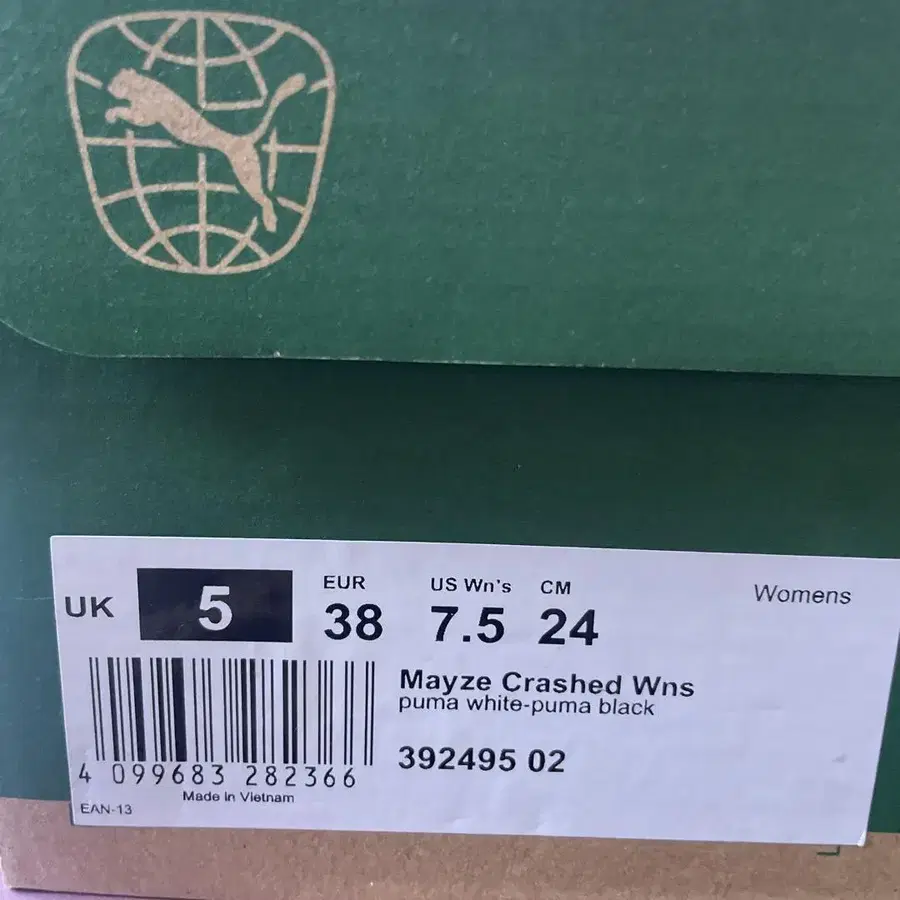 UK 5
EUR 38
US Wn's 7.5
CM 24
Womens
Mayze Crashed Wns
puma white-puma black
392495 02
4 099683 282366
Made in Vietnam
EAN-13